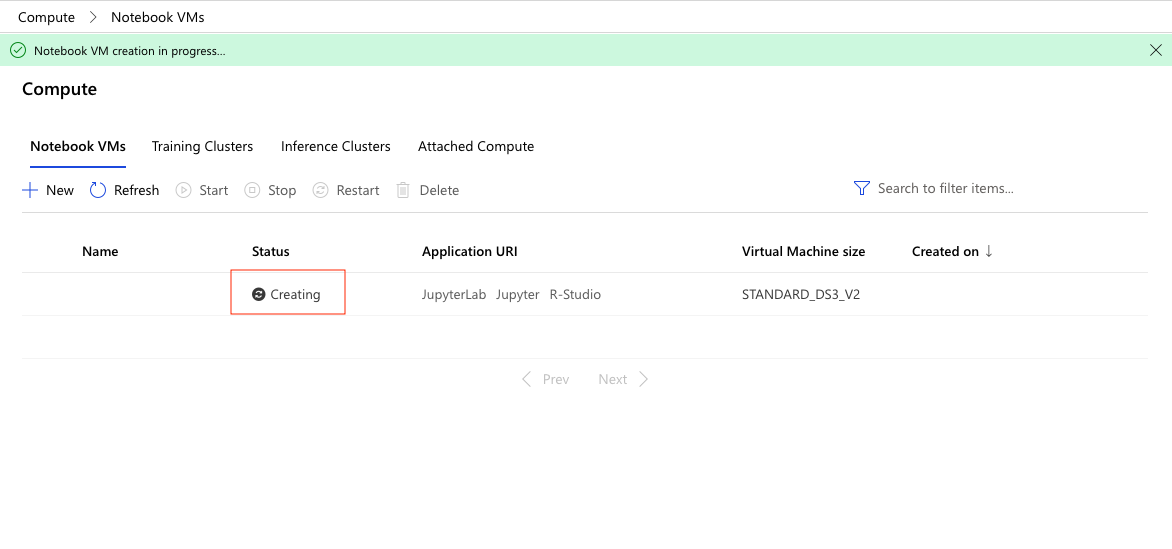 Compute Notebook VMs
Notebook VM creation in progress...
Compute
Notebook VMs Training Clusters Inference Clusters Attached Compute
New Refresh Start Stop Restart Delete Search to filter items...
Name Status Application URI Virtual Machine size Created on ↓
Creating JupyterLab Jupyter R-Studio STANDARD_DS3_V2
Prev Next